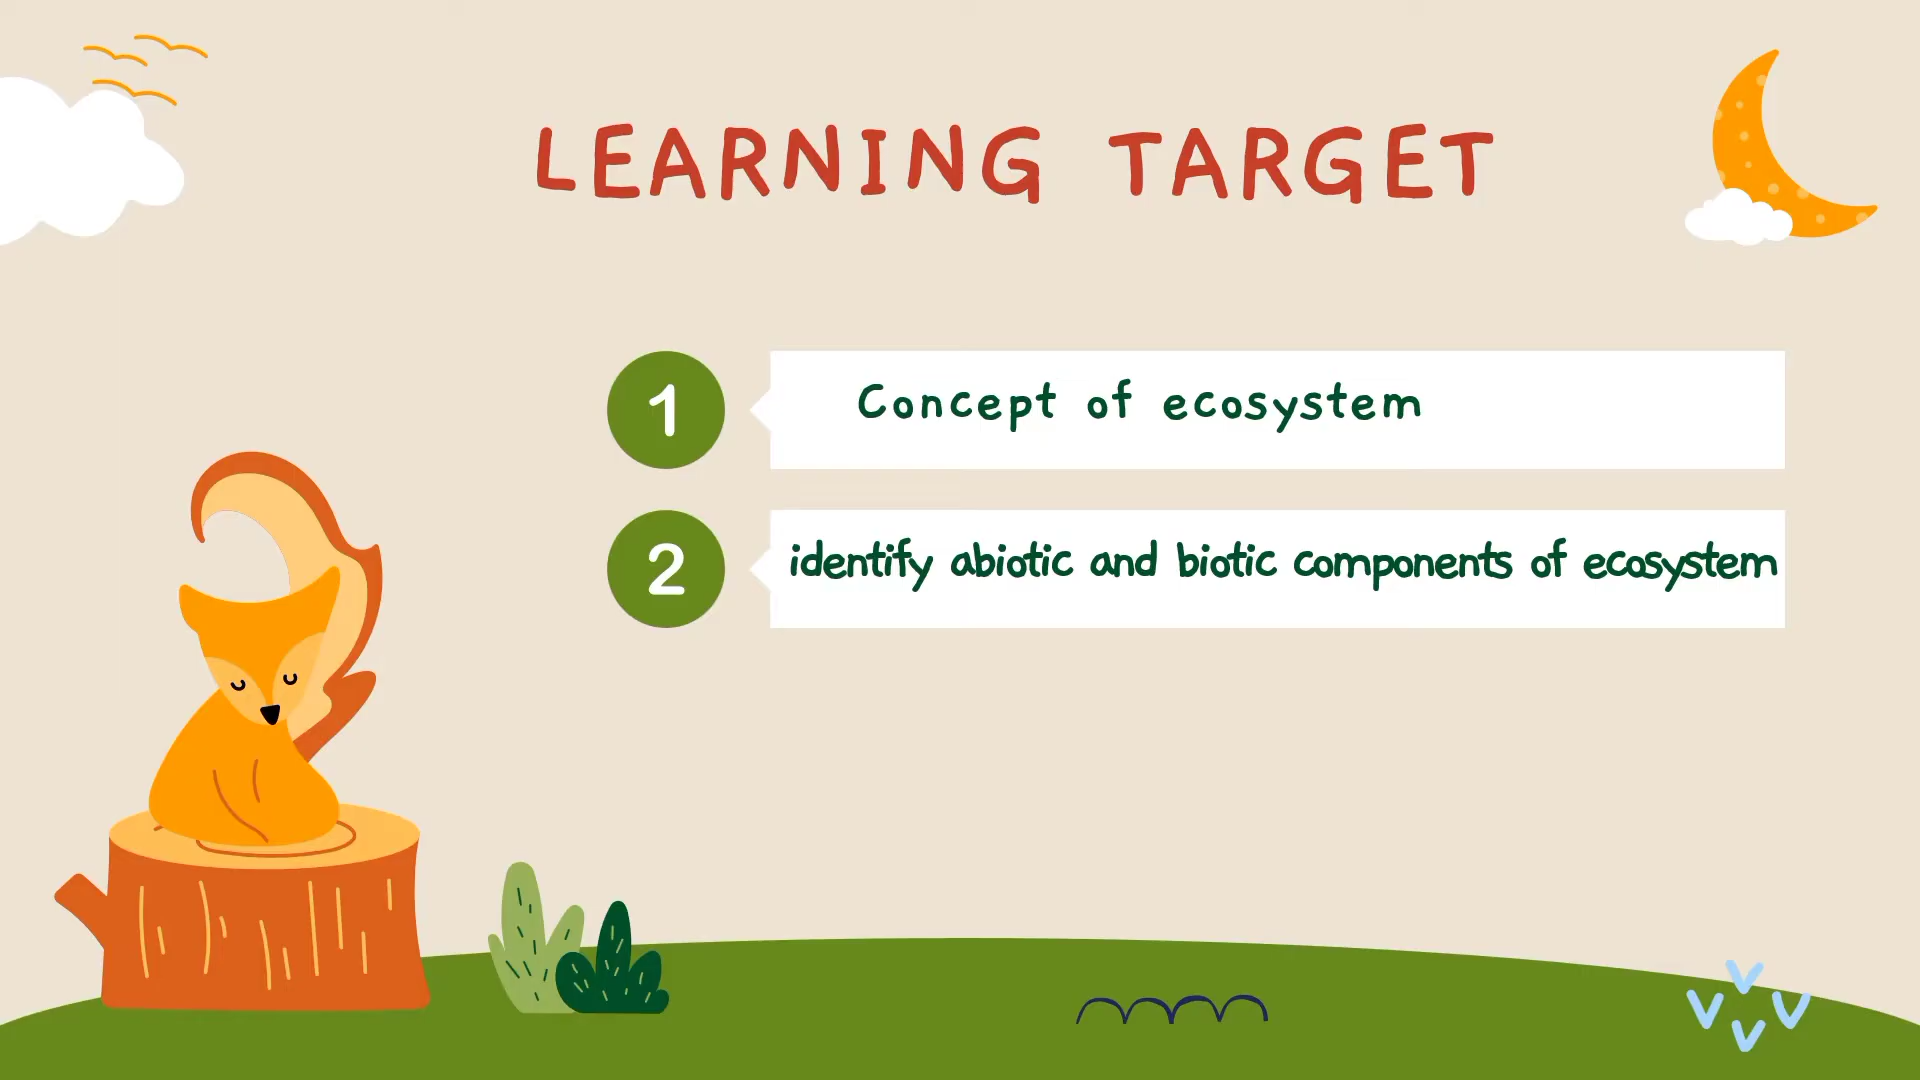 LEARNING TARGET
1
Concept of ecosystem
2
identify abiotic and biotic components of ecosystem